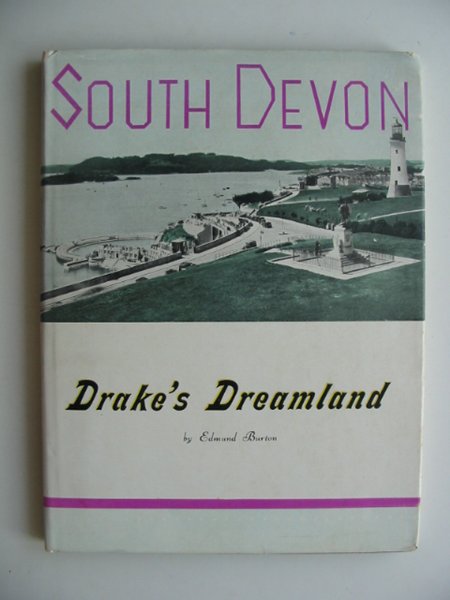 SOUTH DEVON
Drake's Dreamland
by Edmund Burton